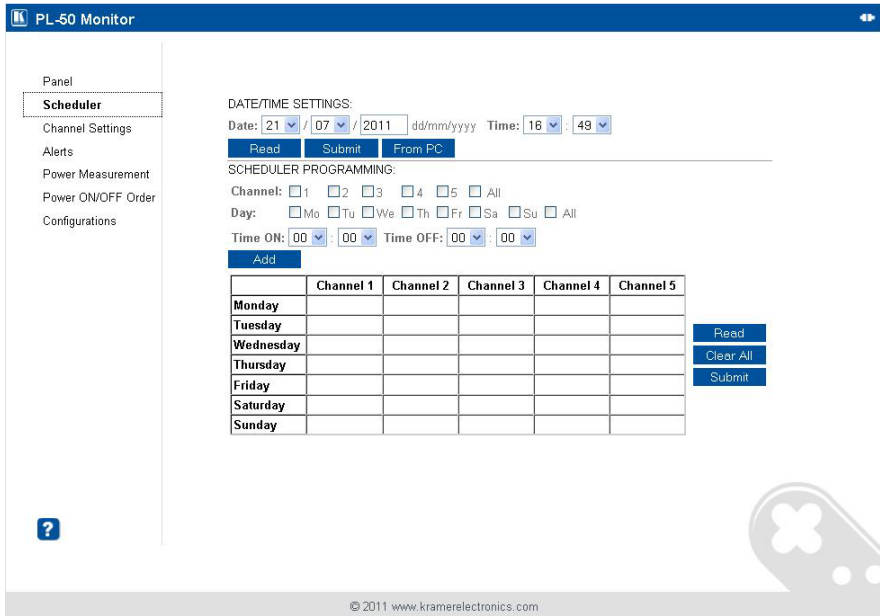 PL-50 Monitor
Panel
Scheduler
Channel Settings
Alerts
Power Measurement
Power ON/OFF Order
Configurations
DATE/TIME SETTINGS:
Date: 21 / 07 / 2011 dd/mm/yyyy Time: 16 : 49
Read Submit From PC
SCHEDULER PROGRAMMING:
Channel: 1 2 3 4 5 All
Day: Mo Tu We Th Fr Sa Su All
Time ON: 00 : 00 Time OFF: 00 : 00
Add
Channel 1 Channel 2 Channel 3 Channel 4 Channel 5
Monday
Tuesday
Wednesday
Thursday
Friday
Saturday
Sunday
Read
Clear All
Submit
?
© 2011 www.kramerelectronics.com